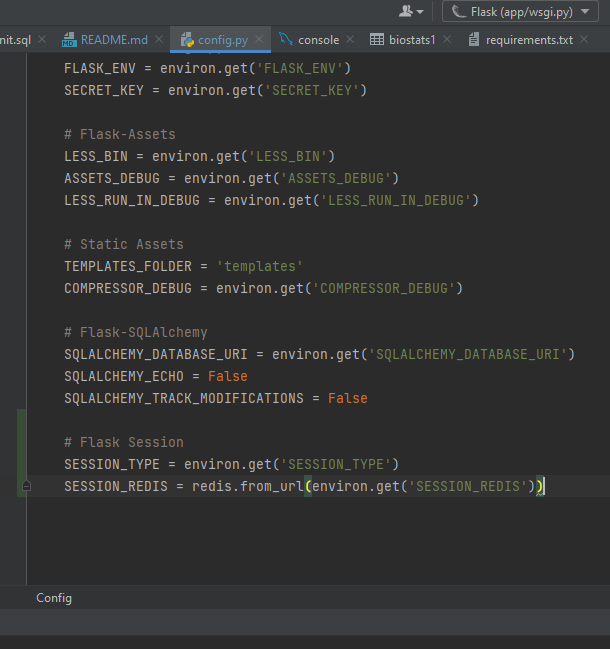 Flask (app/wsgi.py)
nit.sql
README.md
config.py
console
biostats1
requirements.txt
FLASK_ENV = environ.get('FLASK_ENV')
SECRET_KEY = environ.get('SECRET_KEY')
# Flask-Assets
LESS_BIN = environ.get('LESS_BIN')
ASSETS_DEBUG = environ.get('ASSETS_DEBUG')
LESS_RUN_IN_DEBUG = environ.get('LESS_RUN_IN_DEBUG')
# Static Assets
TEMPLATES_FOLDER = 'templates'
COMPRESSOR_DEBUG = environ.get('COMPRESSOR_DEBUG')
# Flask-SQLAlchemy
SQLALCHEMY_DATABASE_URI = environ.get('SQLALCHEMY_DATABASE_URI')
SQLALCHEMY_ECHO = False
SQLALCHEMY_TRACK_MODIFICATIONS = False
# Flask Session
SESSION_TYPE = environ.get('SESSION_TYPE')
SESSION_REDIS = redis.from_url(environ.get('SESSION_REDIS'))
Config